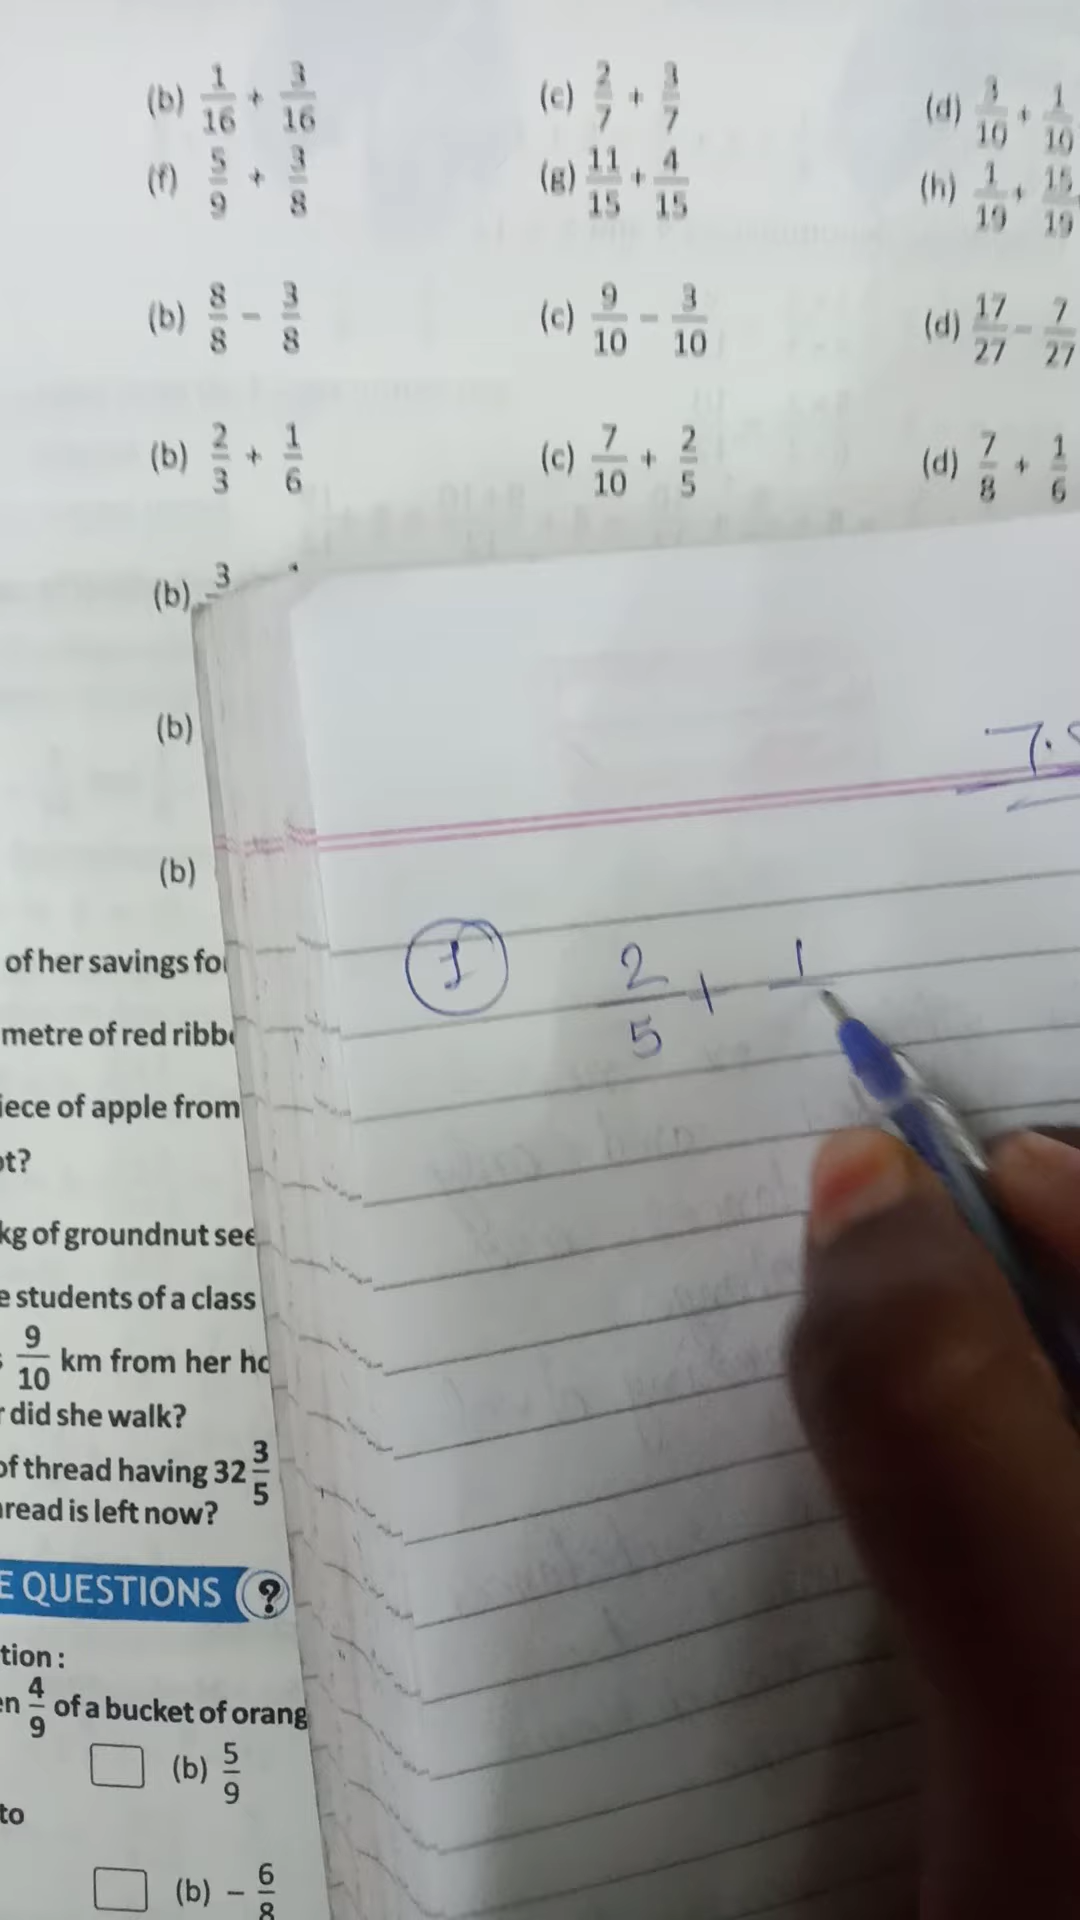 (b) 1/16 + 3/16 (c) 2/7 + 3/7 (d) 3/10 + 1/10
(f) 5/9 + 3/8 (g) 11/15 + 4/15 (h) 1/19 + 15/19
(b) 8/8 − 3/8 (c) 9/10 − 3/10 (d) 17/27 − 7/27
(b) 2/3 + 1/6 (c) 7/10 + 2/5 (d) 7/8 + 1/6
(b) 3
(b)
7.
(b)
of her savings
① 2/5 + 1
metre of red
iece of apple from
ot?
kg of groundnut
e students of a class
9/10 km from her
r did she walk?
of thread having 32 3/5
read is left now?
E QUESTIONS ?
tion :
en 4/9 of a bucket of orang
(b) 5/9
to
(b) − 6/8